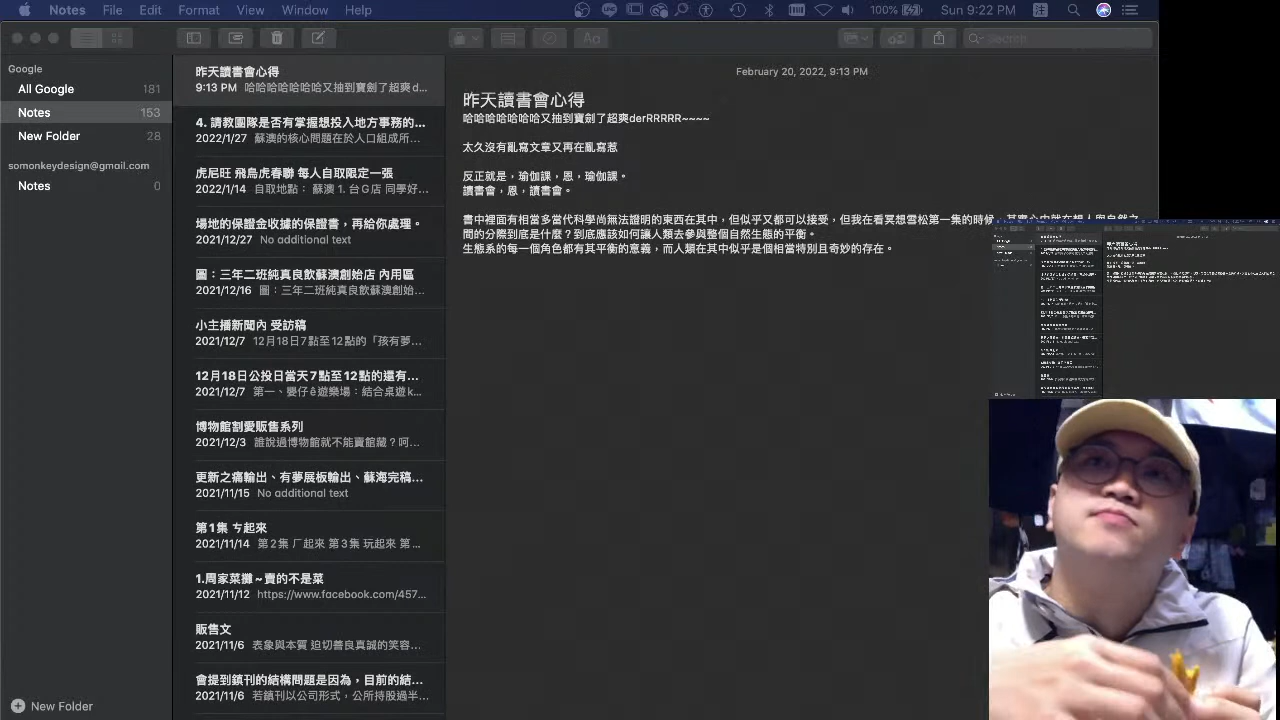 Notes File Edit Format View Window Help 100% Sun 9:22 PM 注
Aa Search
Google
All Google 181
Notes 153
New Folder 28
somonkeydesign@gmail.com
Notes 0
New Folder
昨天讀書會心得
9:13 PM 哈哈哈哈哈哈哈又抽到寶劍了超爽d...
4. 請教團隊是否有掌握想投入地方事務的...
2022/1/27 蘇澳的核心問題在於人口組成所...
虎尼旺 飛鳥虎春聯 每人自取限定一張
2022/1/14 自取地點： 蘇澳 1. 台G店 同學好...
場地的保證金收據的保證書，再給你處理。
2021/12/27 No additional text
圖：三年二班純真喜歡蘇澳創始店 內用區
2021/12/16 圖：三年二班純真喜歡蘇澳創始...
小主播新聞內 受訪稿
2021/12/7 12月18日7點至12點的「孩有夢...
12月18日公投日當天7點至12點的還有...
2021/12/7 第一、嬰仔ê遊樂場：結合桌遊k...
博物館割愛販售系列
2021/12/3 誰說過博物館就不能賣館藏？呵...
更新之痛輸出、有夢展板輸出、蘇海完稿...
2021/11/15 No additional text
第1集 ㄘ起來
2021/11/14 第2集 ㄏ起來 第3集 玩起來 第...
1.周家菜攤～賣的不是菜
2021/11/12 https://www.facebook.com/457...
販售文
2021/11/6 表象與本質 迫切善良真誠的笑容...
會提到鎮刊的結構問題是因為，目前的結...
2021/11/6 若鎮刊以公司形式，公所持股過半...
February 20, 2022, 9:13 PM
昨天讀書會心得
哈哈哈哈哈哈哈又抽到寶劍了超爽derRRRRR~~~~
太久沒有亂寫文章又再在亂寫惹
反正就是，瑜伽課，恩，瑜伽課。
讀書會，恩，讀書會。
書中裡面有相當多當代科學尚無法證明的東西在其中，但似乎又都可以接受，但我在看冥想雪松第一集的時候，其實心中就在想人與自然之
間的分際到底是什麼？到底應該如何讓人類去參與整個自然生態的平衡。
生態系的每一個角色都有其平衡的意義，而人類在其中似乎是個相當特別且奇妙的存在。